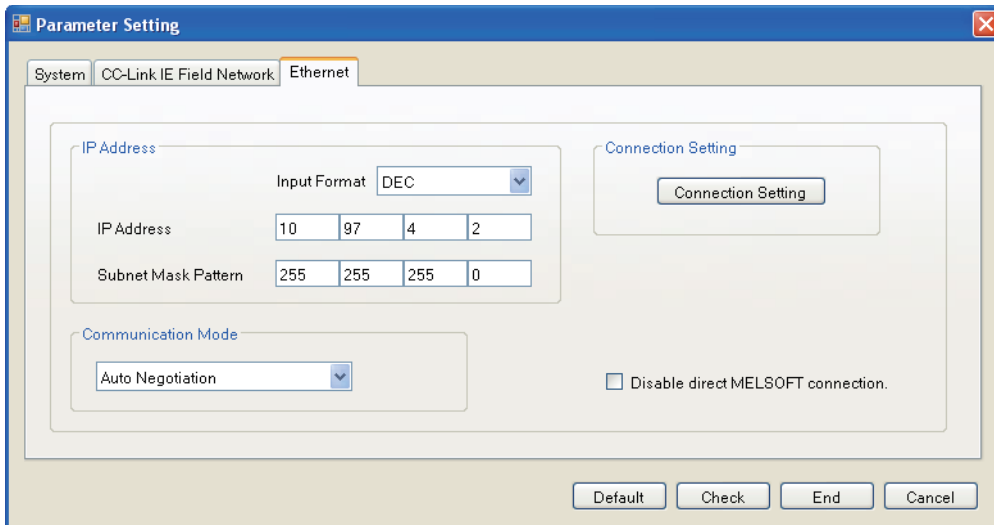 Parameter Setting
System CC-Link IE Field Network Ethernet
IP Address
Input Format DEC
IP Address 10 97 4 2
Subnet Mask Pattern 255 255 255 0
Connection Setting
Connection Setting
Communication Mode
Auto Negotiation
Disable direct MELSOFT connection.
Default Check End Cancel